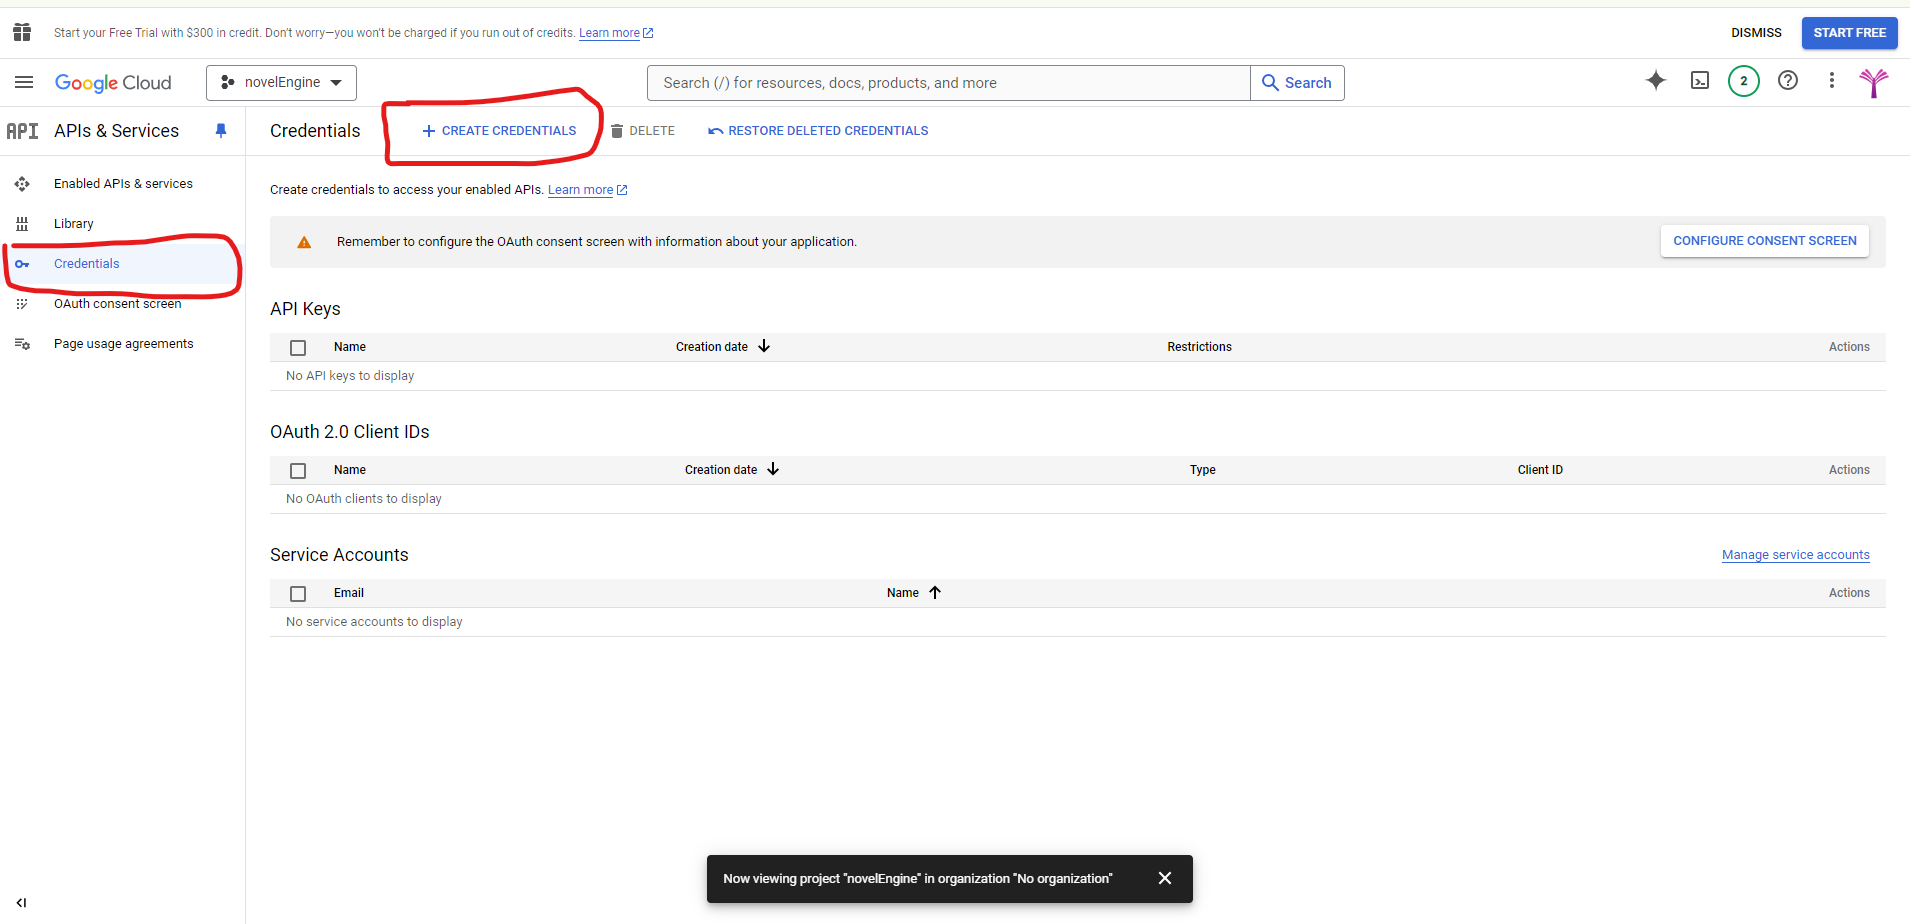 Start your Free Trial with $300 in credit. Don't worry—you won't be charged if you run out of credits. Learn more
DISMISS
START FREE
Google Cloud
novelEngine
Search (/) for resources, docs, products, and more
Search
2
API
APIs & Services
Credentials
CREATE CREDENTIALS
DELETE
RESTORE DELETED CREDENTIALS
Enabled APIs & services
Library
Credentials
OAuth consent screen
Page usage agreements
Create credentials to access your enabled APIs. Learn more
Remember to configure the OAuth consent screen with information about your application.
CONFIGURE CONSENT SCREEN
API Keys
Name Creation date Restrictions Actions
No API keys to display
OAuth 2.0 Client IDs
Name Creation date Type Client ID Actions
No OAuth clients to display
Service Accounts
Manage service accounts
Email Name Actions
No service accounts to display
Now viewing project "novelEngine" in organization "No organization"